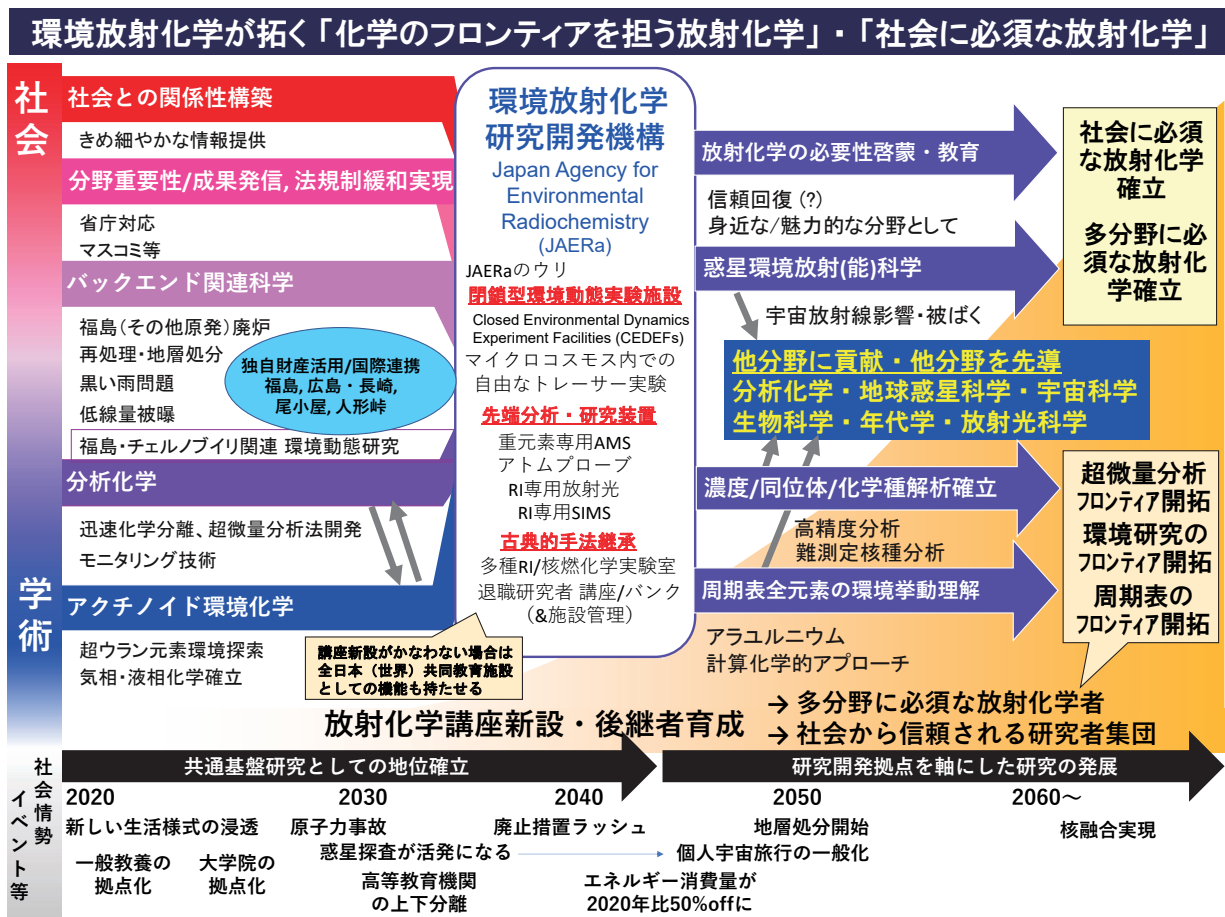 環境放射化学が拓く「化学のフロンティアを担う放射化学」・「社会に必須な放射化学」
社会
学術
社会との関係性構築
きめ細やかな情報提供
分野重要性/成果発信, 法規制緩和実現
省庁対応
マスコミ等
バックエンド関連科学
福島(その他原発)廃炉
再処理・地層処分
黒い雨問題
低線量被曝
福島・チェルノブイリ関連 環境動態研究
独自財産活用/国際連携
福島, 広島・長崎,
尾小屋, 人形峠
分析化学
迅速化学分離、超微量分析法開発
モニタリング技術
アクチノイド環境化学
超ウラン元素環境探索
気相・液相化学確立
環境放射化学
研究開発機構
Japan Agency for
Environmental
Radiochemistry
(JAERa)
JAERaのウリ
閉鎖型環境動態実験施設
Closed Environmental Dynamics
Experiment Facilities (CEDEFs)
マイクロコスモス内での
自由なトレーサー実験
先端分析・研究装置
重元素専用AMS
アトムプローブ
RI専用放射光
RI専用SIMS
古典的手法継承
多種RI/核燃化学実験室
退職研究者 講座/バンク
(&施設管理)
講座新設がかなわない場合は
全日本(世界)共同教育施設
としての機能も持たせる
放射化学の必要性啓蒙・教育
信頼回復 (?)
身近な/魅力的な分野として
惑星環境放射(能)科学
宇宙放射線影響・被ばく
他分野に貢献・他分野を先導
分析化学・地球惑星科学・宇宙科学
生物科学・年代学・放射光科学
濃度/同位体/化学種解析確立
高精度分析
難測定核種分析
周期表全元素の環境挙動理解
アラユルニウム
計算化学的アプローチ
社会に必須
な放射化学
確立
多分野に必
須な放射化
学確立
超微量分析
フロンティア開拓
環境研究の
フロンティア開拓
周期表の
フロンティア開拓
放射化学講座新設・後継者育成
→ 多分野に必須な放射化学者
→ 社会から信頼される研究者集団
社会情勢
イベント等
共通基盤研究としての地位確立
研究開発拠点を軸にした研究の発展
2020 2030 2040 2050 2060~
新しい生活様式の浸透 原子力事故 廃止措置ラッシュ 地層処分開始 核融合実現
惑星探査が活発になる → 個人宇宙旅行の一般化
一般教養の
拠点化
大学院の
拠点化
高等教育機関
の上下分離
エネルギー消費量が
2020年比50%offに